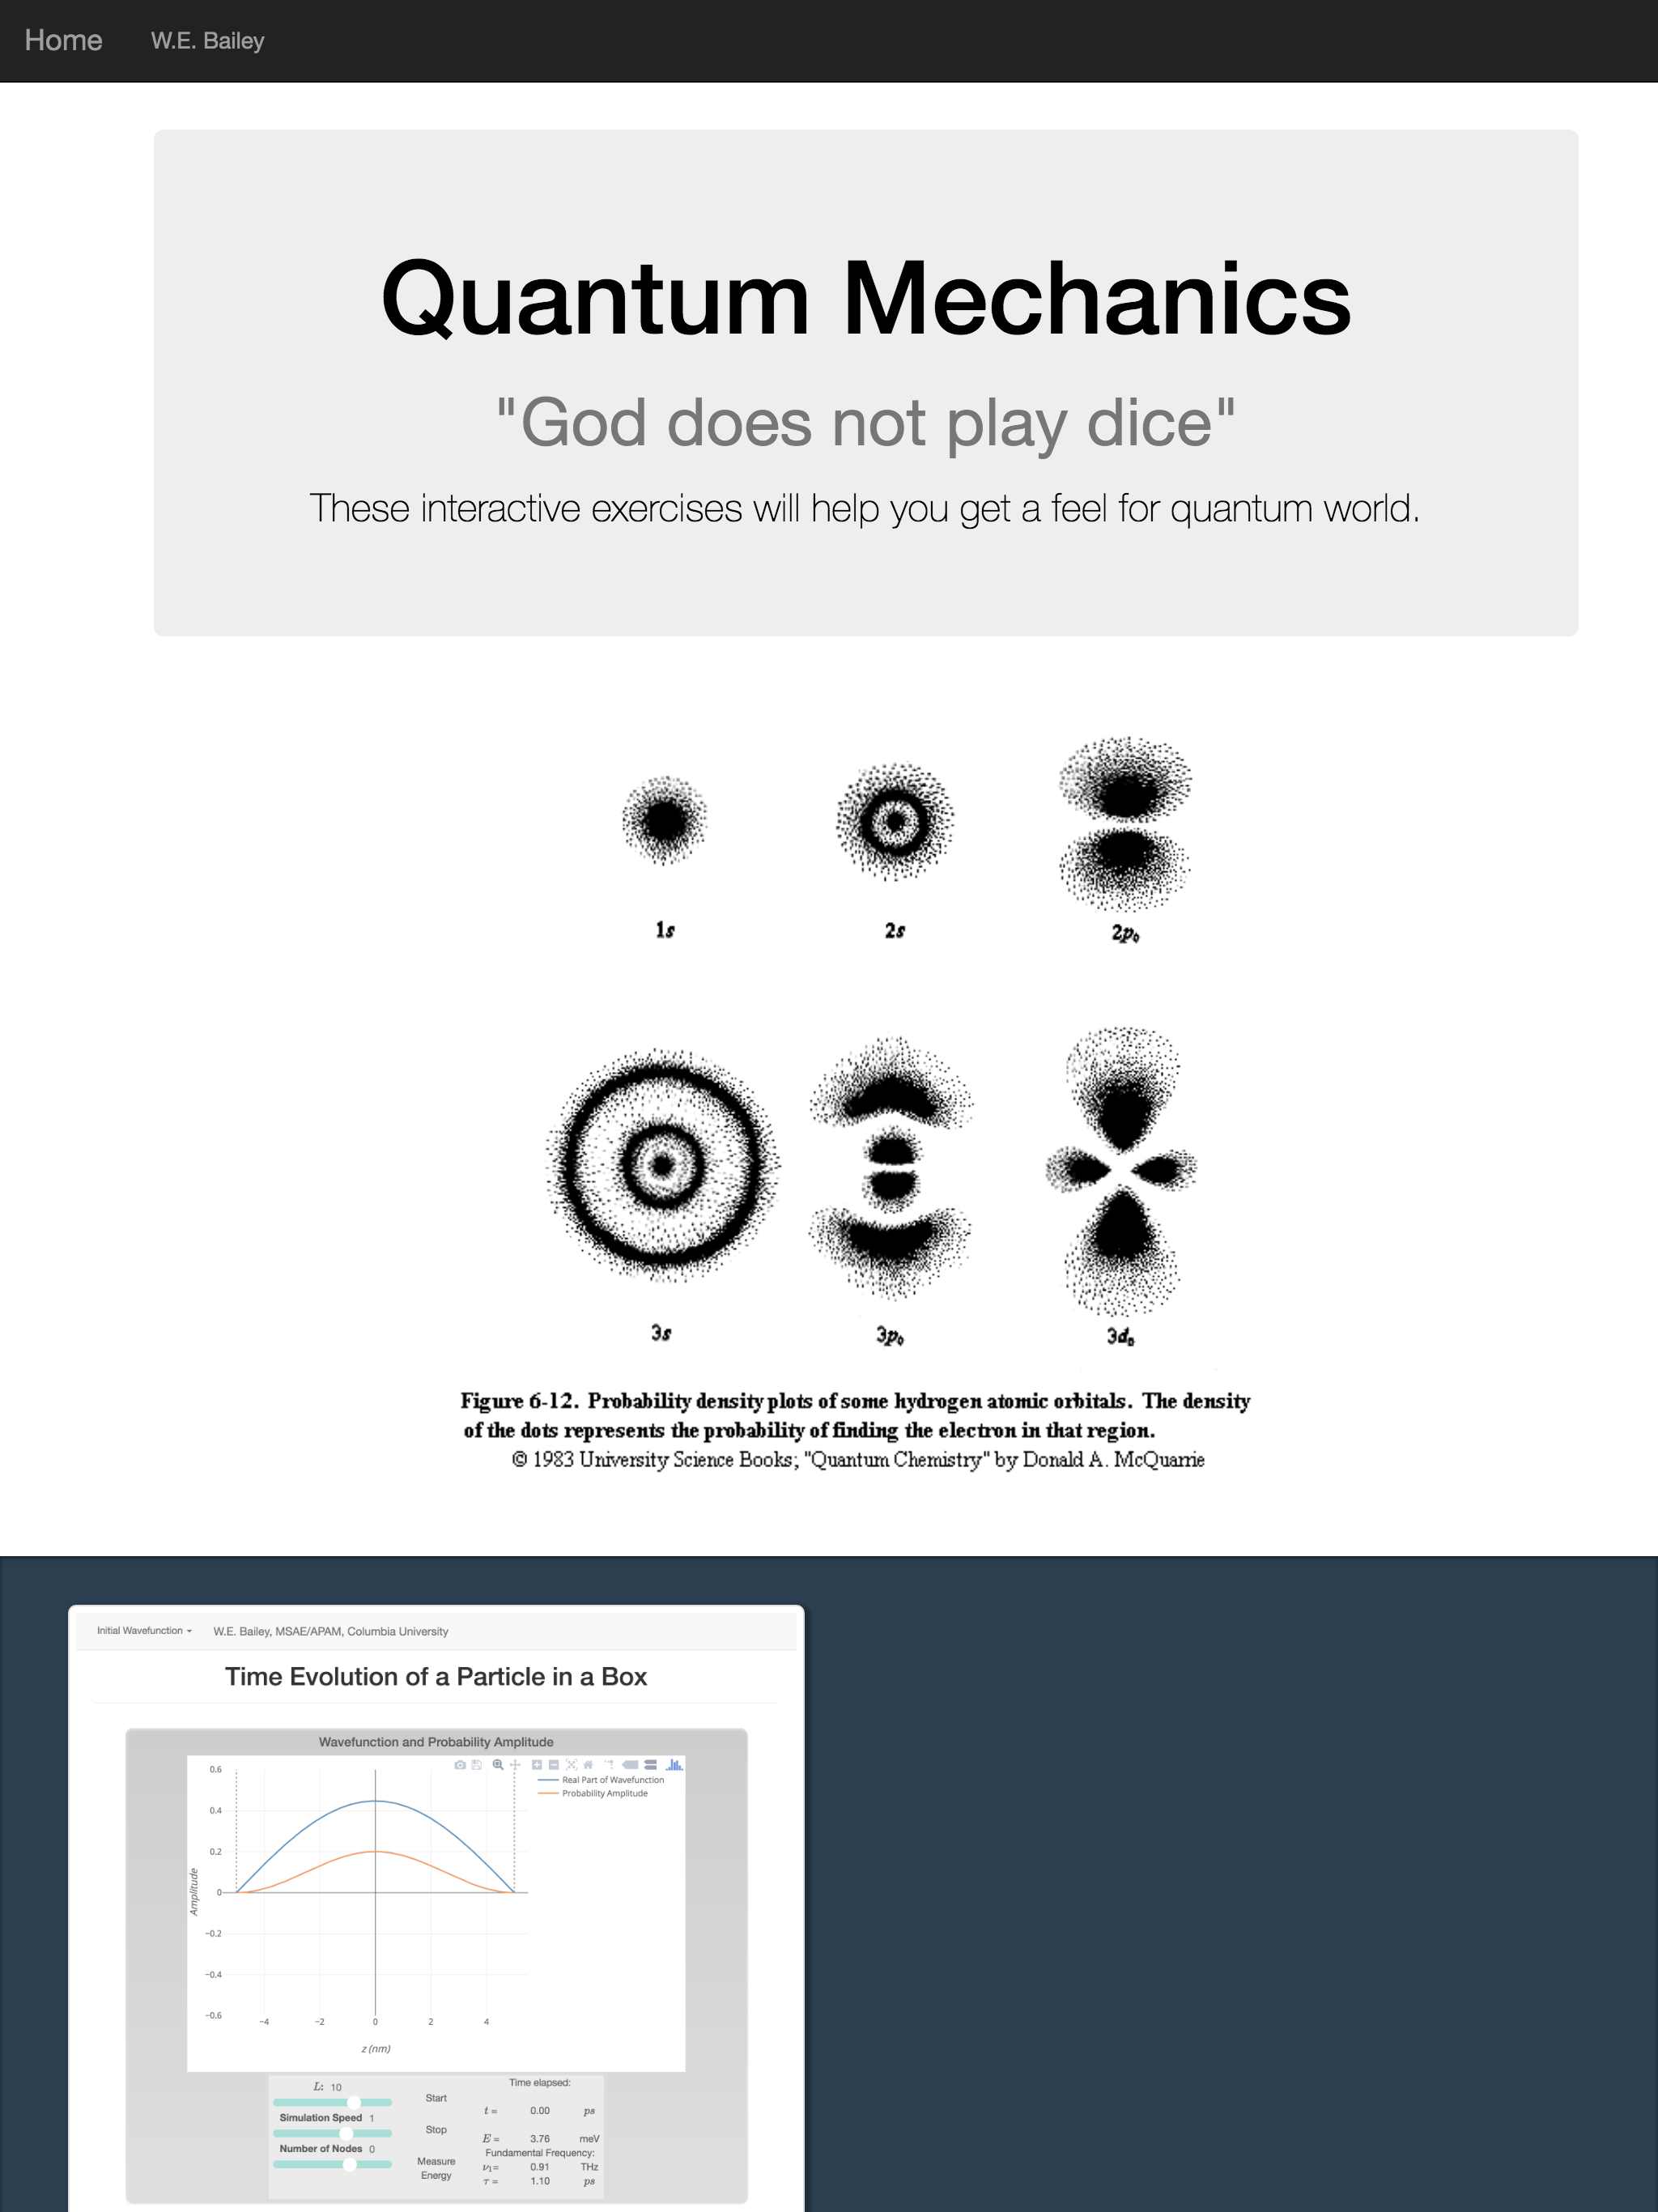 Home W.E. Bailey
Quantum Mechanics
"God does not play dice"
These interactive exercises will help you get a feel for quantum world.
1s 2s 2p₀
3s 3p₀ 3d₀
Figure 6-12. Probability density plots of some hydrogen atomic orbitals. The density
of the dots represents the probability of finding the electron in that region.
© 1983 University Science Books; "Quantum Chemistry" by Donald A. McQuarrie
Initial Wavefunction W.E. Bailey, MSAE/APAM, Columbia University
Time Evolution of a Particle in a Box
Wavefunction and Probability Amplitude
Real Part of Wavefunction
Probability Amplitude
0.6
0.4
0.2
0
−0.2
−0.4
−0.6
Amplitude
−4 −2 0 2 4
z (nm)
L: 10
Simulation Speed 1
Number of Nodes 0
Start
Stop
Measure
Energy
Time elapsed:
t = 0.00 ps
E = 3.76 meV
Fundamental Frequency:
ν₁= 0.91 THz
τ = 1.10 ps